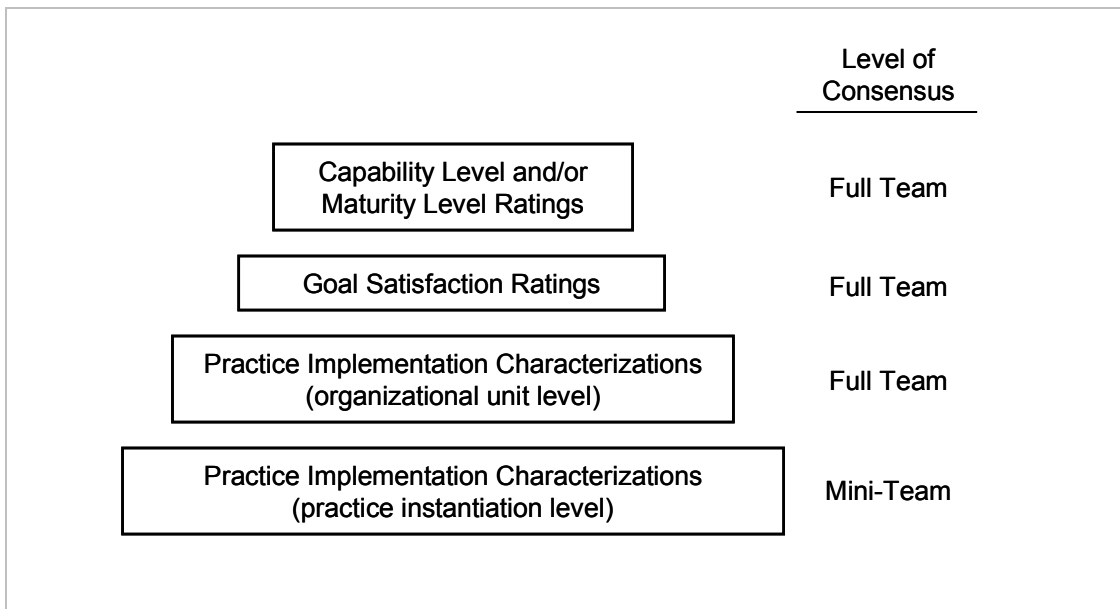 Level of
Consensus
Capability Level and/or
Maturity Level Ratings
Full Team
Goal Satisfaction Ratings
Full Team
Practice Implementation Characterizations
(organizational unit level)
Full Team
Practice Implementation Characterizations
(practice instantiation level)
Mini-Team